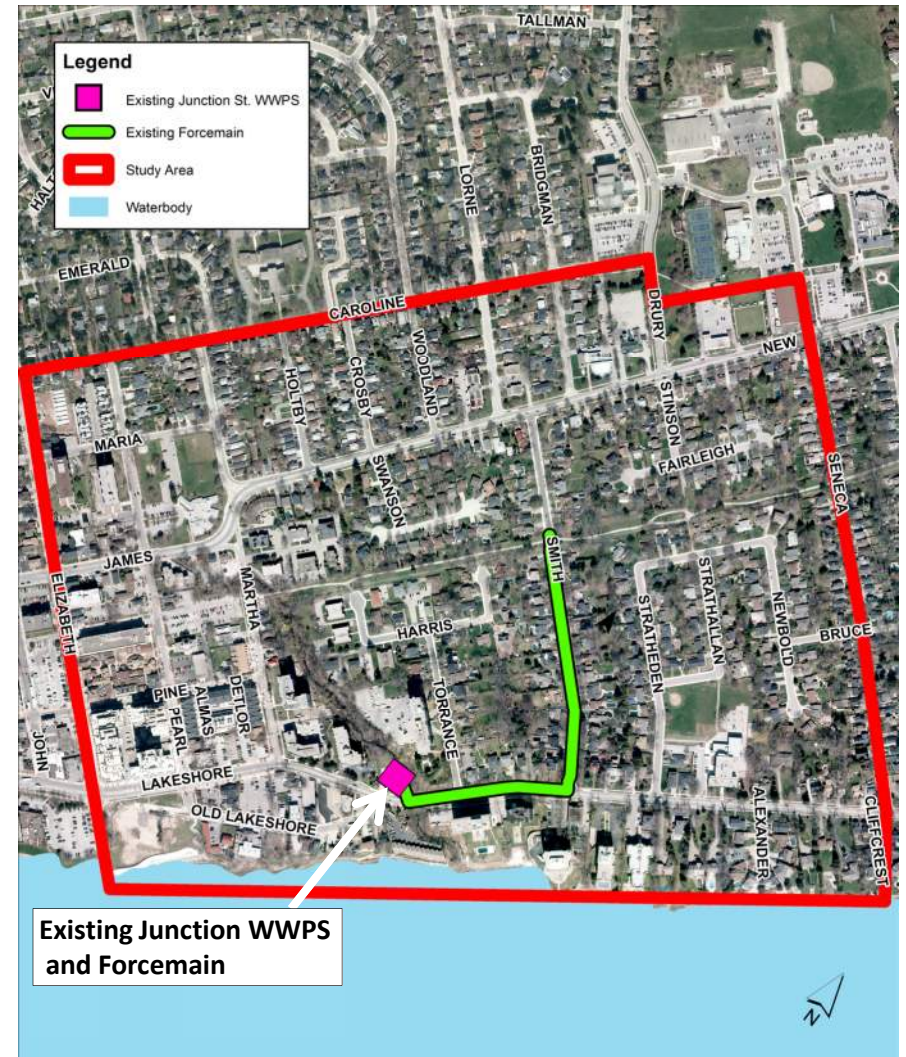 TALLMAN
Legend
Existing Junction St. WWPS
Existing Forcemain
Study Area
Waterbody
LORNE
BRIDGMAN
EMERALD
CAROLINE
DRURY
NEW
HOLTBY
CROSBY
WOODLAND
STINSON
MARIA
FAIRLEIGH
SWANSON
SENECA
JAMES
SMITH
ELIZABETH
MARTHA
STRATHALLAN
NEWBOLD
STRATHEDEN
HARRIS
BRUCE
TORRANCE
PINE
PEARL
ALMAS
DETLOR
JOHN
LAKESHORE
OLD LAKESHORE
ALEXANDER
CLIFFCREST
Existing Junction WWPS
and Forcemain
N